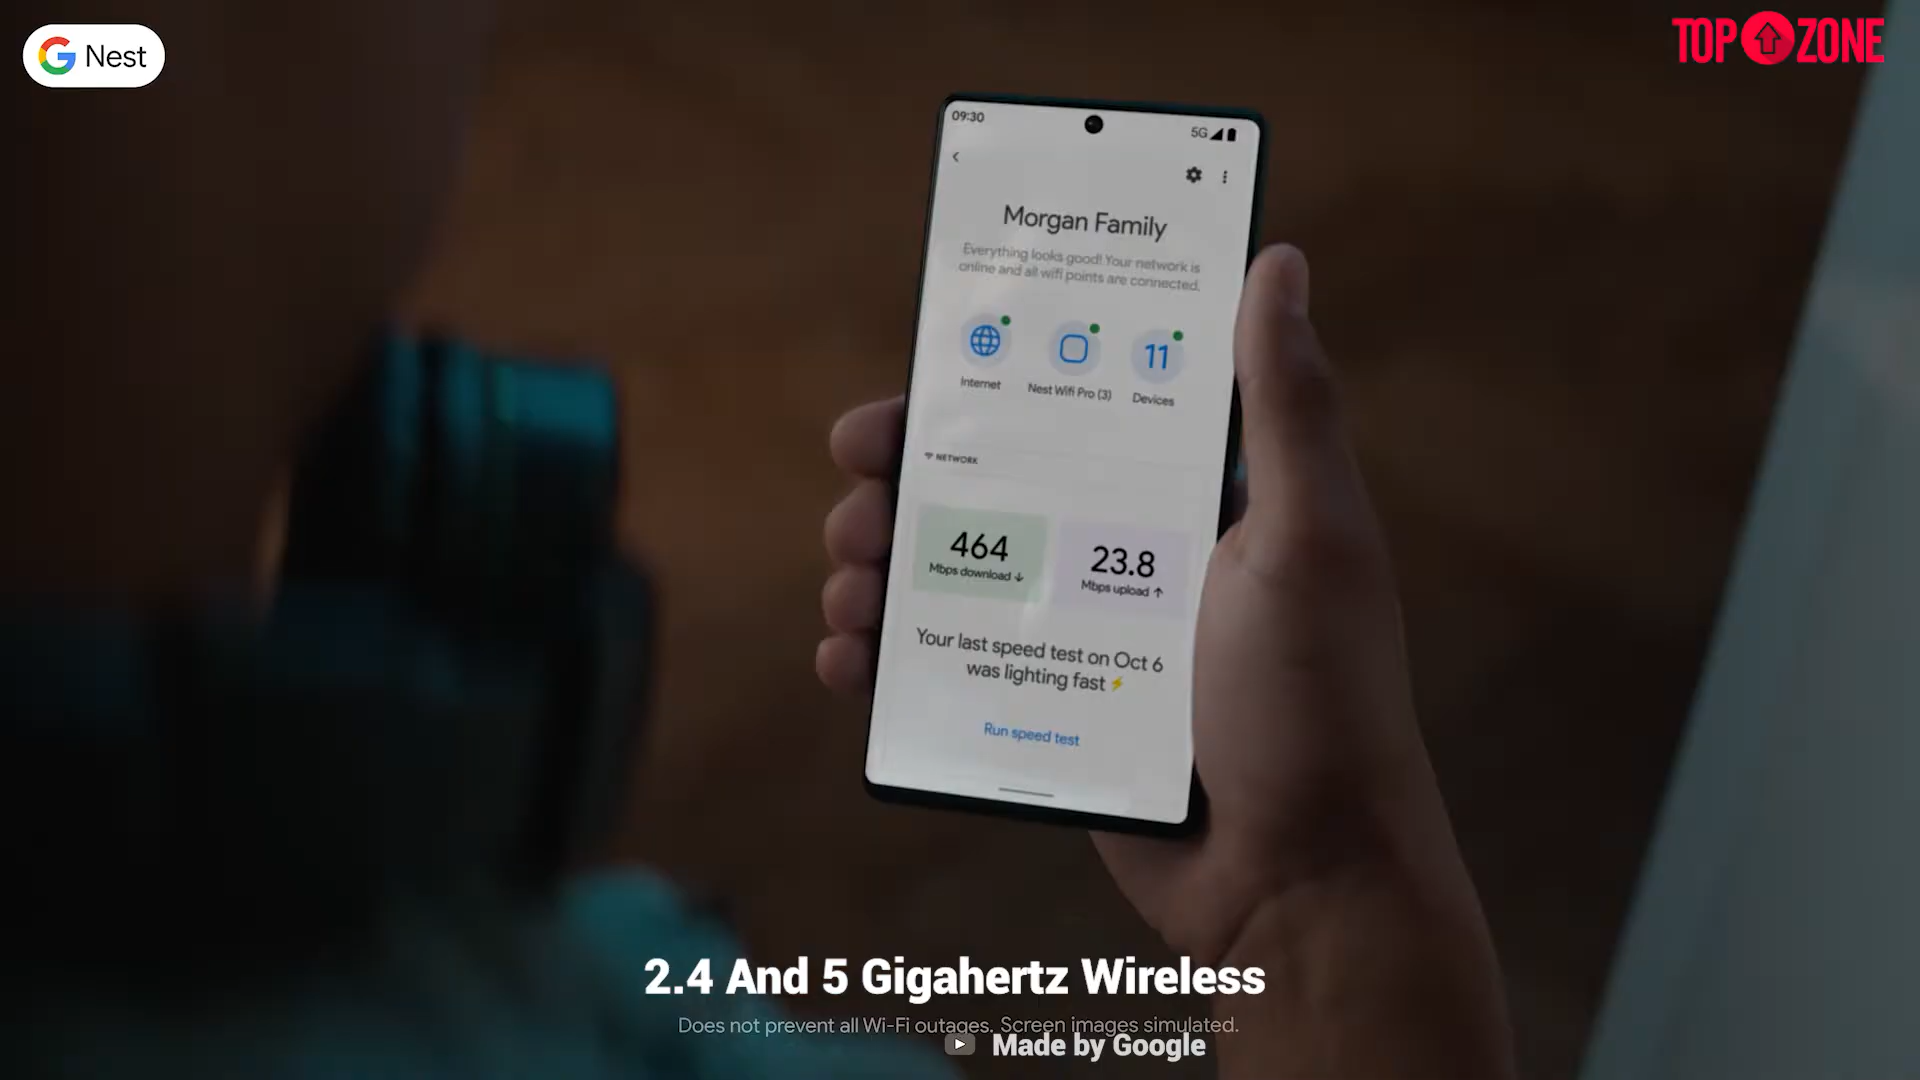 G Nest
TOP ZONE
09:30
5G
Morgan Family
Everything looks good! Your network is
online and all wifi points are connected.
11
Internet
Nest Wifi Pro (3)
Devices
NETWORK
464
Mbps download ↓
23.8
Mbps upload ↑
Your last speed test on Oct 6
was lighting fast⚡
Run speed test
2.4 And 5 Gigahertz Wireless
Does not prevent all Wi-Fi outages. Screen images simulated.
Made by Google